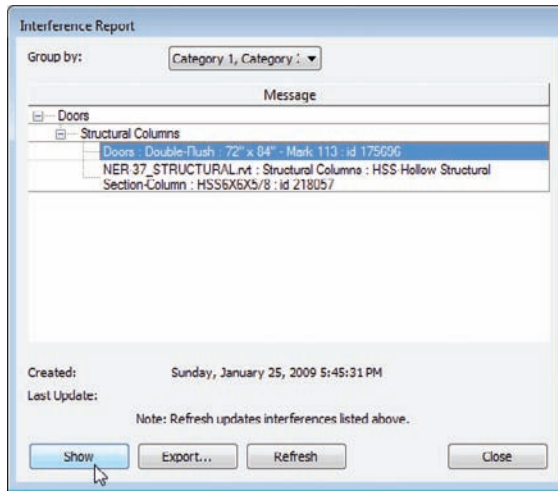 Interference Report
Group by:
Category 1, Category 2
Message
Doors
Structural Columns
Doors : Double-Flush : 72" x 84" - Mark 113 : id 175696
NER-37_STRUCTURAL.rvt : Structural Columns : HSS-Hollow Structural
Section-Column : HSS6X6X5/8 : id 218057
Created:
Sunday, January 25, 2009 5:45:31 PM
Last Update:
Note: Refresh updates interferences listed above.
Show
Export...
Refresh
Close